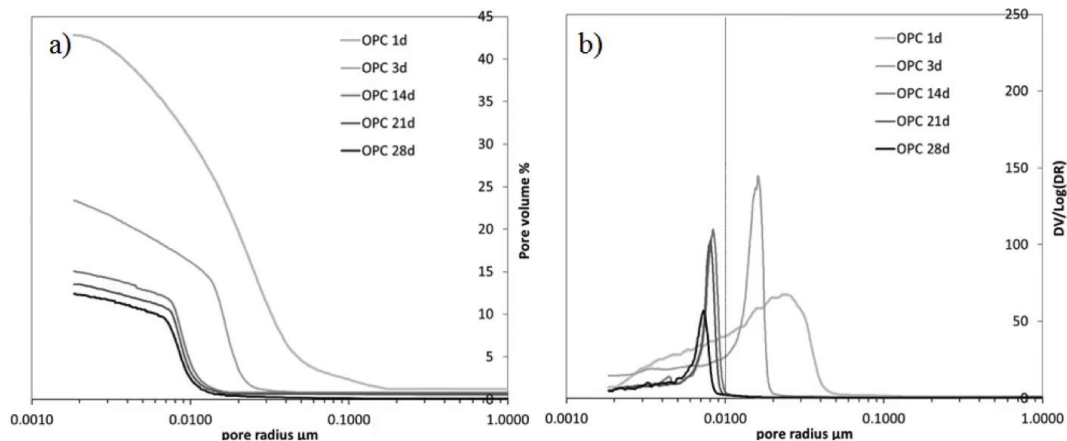 a)
45
40
35
30
25
20
15
10
5
0
Pore volume %
OPC 1d
OPC 3d
OPC 14d
OPC 21d
OPC 28d
0.0010
0.0100
0.1000
1.0000
pore radius µm
b)
250
200
150
100
50
0
DV/Log(DR)
OPC 1d
OPC 3d
OPC 14d
OPC 21d
OPC 28d
0.0010
0.0100
0.1000
1.0000
pore radius µm